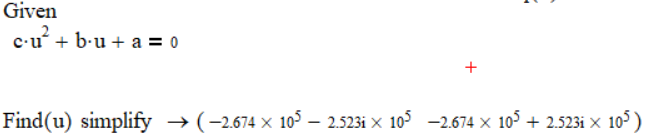 Given
c·u² + b·u + a = 0
+
Find(u) simplify → (−2.674 × 10⁵ − 2.523i × 10⁵  −2.674 × 10⁵ + 2.523i × 10⁵)